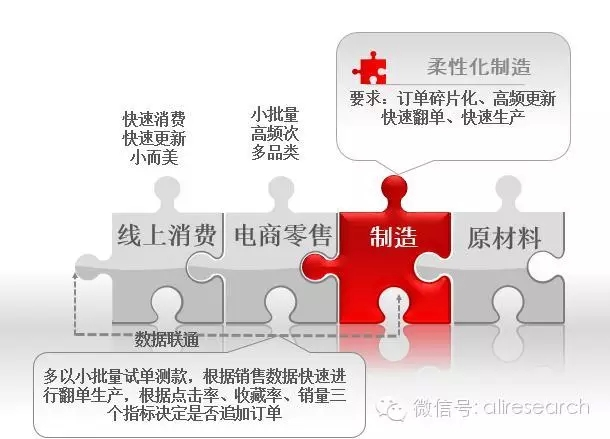 柔性化制造
要求：订单碎片化、高频更新
快速翻单、快速生产
快速消费
快速更新
小而美
小批量
高频次
多品类
线上消费
电商零售
制造
原材料
数据联通
多以小批量试单测款，根据销售数据快速进
行翻单生产，根据点击率、收藏率、销量三
个指标决定是否追加订单
微信号: aliresearch